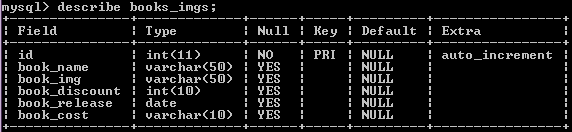 mysql> describe books_imgs;
| Field | Type | Null | Key | Default | Extra |
| id | int(11) | NO | PRI | NULL | auto_increment |
| book_name | varchar(50) | YES | | NULL | |
| book_img | varchar(50) | YES | | NULL | |
| book_discount | int(10) | YES | | NULL | |
| book_release | date | YES | | NULL | |
| book_cost | varchar(10) | YES | | NULL | |